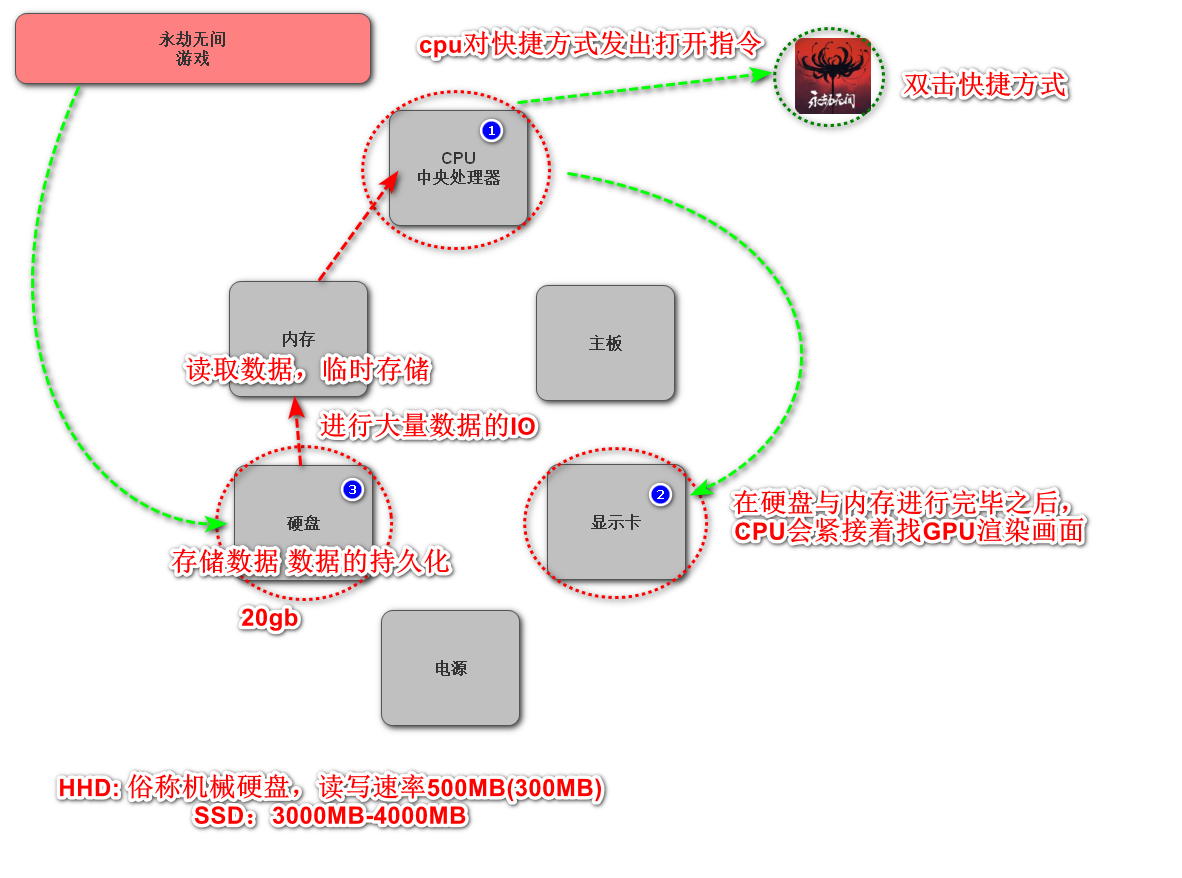 永劫无间
游戏
cpu对快捷方式发出打开指令
永劫无间
双击快捷方式
1
CPU
中央处理器
内存
读取数据，临时存储
主板
进行大量数据的IO
3
硬盘
存储数据 数据的持久化
20gb
2
显示卡
在硬盘与内存进行完毕之后，
CPU会紧接着找GPU渲染画面
电源
HHD: 俗称机械硬盘，读写速率500MB(300MB)
SSD：3000MB-4000MB